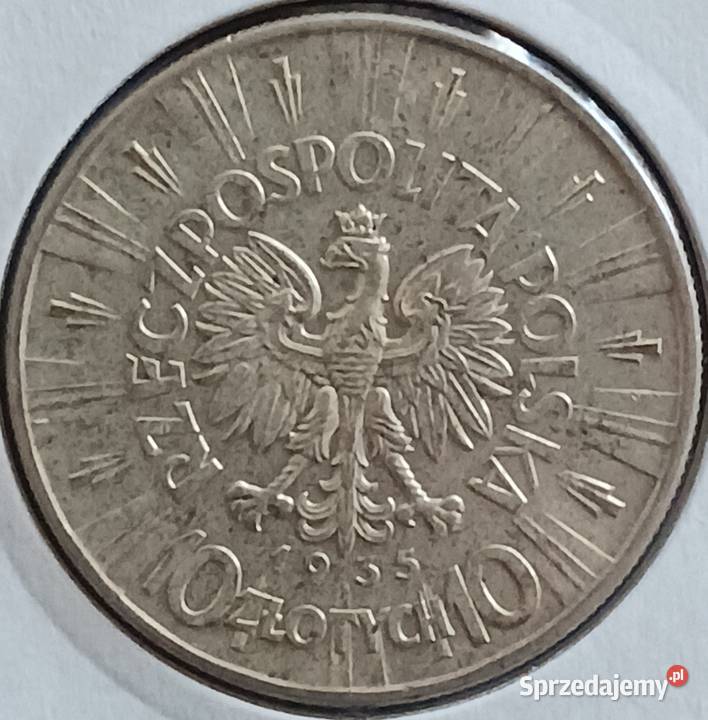 RZECZPOSPOLITA POLSKA
1935
10 ZŁOTYCH 10
Sprzedajemy.pl